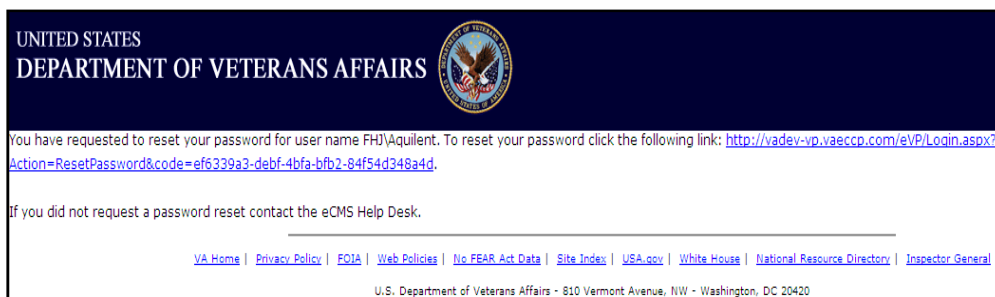 UNITED STATES
DEPARTMENT OF VETERANS AFFAIRS
You have requested to reset your password for user name FHJ\Aquilent. To reset your password click the following link: http://vadev-vp.vaeccp.com/eVP/Login.aspx?
Action=ResetPassword&code=ef6339a3-debf-4bfa-bfb2-84f54d348a4d.
If you did not request a password reset contact the eCMS Help Desk.
VA Home | Privacy Policy | FOIA | Web Policies | No FEAR Act Data | Site Index | USA.gov | White House | National Resource Directory | Inspector General
U.S. Department of Veterans Affairs - 810 Vermont Avenue, NW - Washington, DC 20420